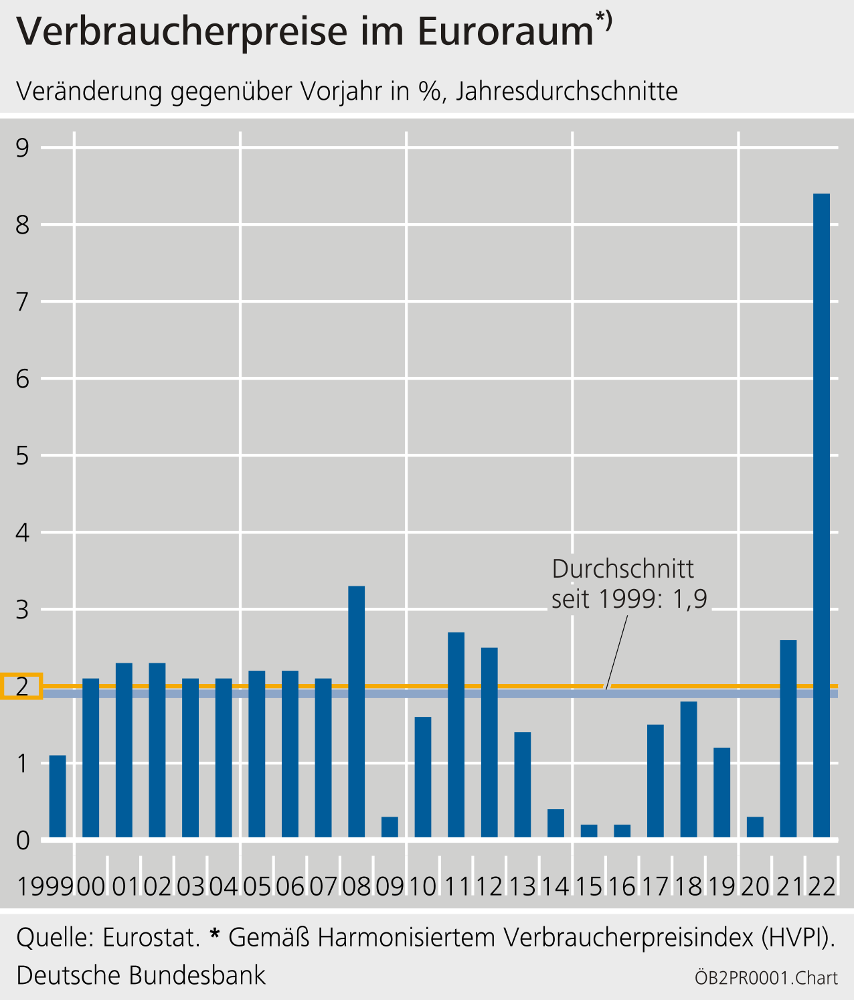 Verbraucherpreise im Euroraum*)
Veränderung gegenüber Vorjahr in %, Jahresdurchschnitte
9
8
7
6
5
4
Durchschnitt
seit 1999: 1,9
3
2
1
0
1999 00 01 02 03 04 05 06 07 08 09 10 11 12 13 14 15 16 17 18 19 20 21 22
Quelle: Eurostat. * Gemäß Harmonisiertem Verbraucherpreisindex (HVPI).
Deutsche Bundesbank
ÖB2PR0001.Chart